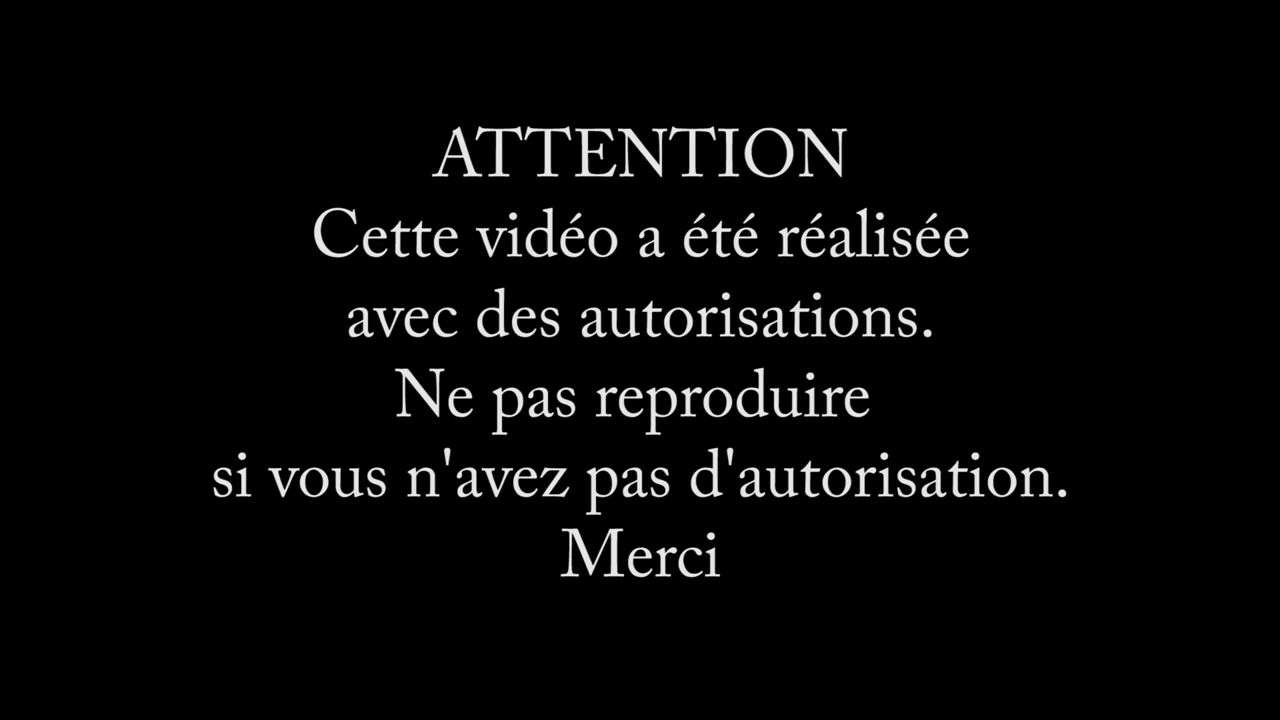 ATTENTION
Cette vidéo a été réalisée
avec des autorisations.
Ne pas reproduire
si vous n'avez pas d'autorisation.
Merci